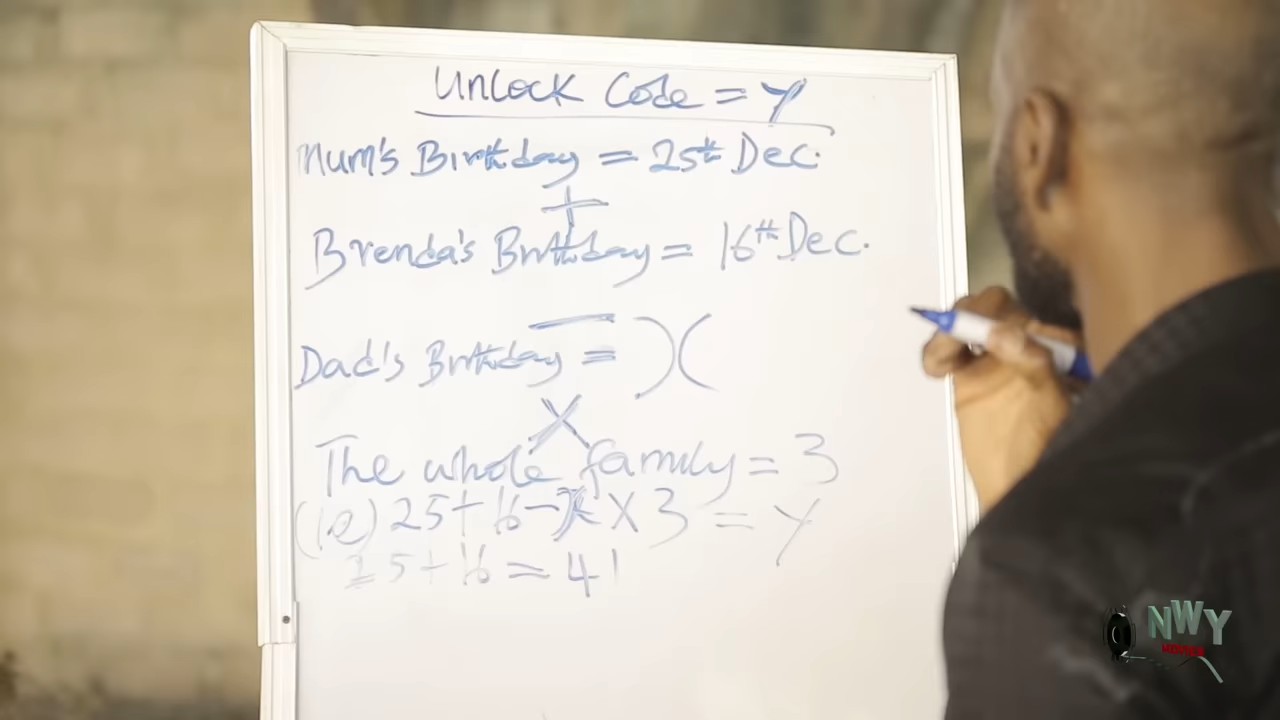 Unlock Code = y
Mum's Birthday = 25th Dec.
+
Brenda's Birthday = 16th Dec.
—
Dad's Birthday = x
X
The whole family = 3
(ie) 25 + 16 - x X 3 = y
25 + 16 = 41
NWY
MOVIES